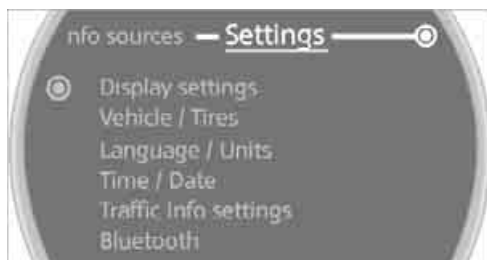 nfo sources Settings
Display settings
Vehicle / Tires
Language / Units
Time / Date
Traffic Info settings
Bluetooth